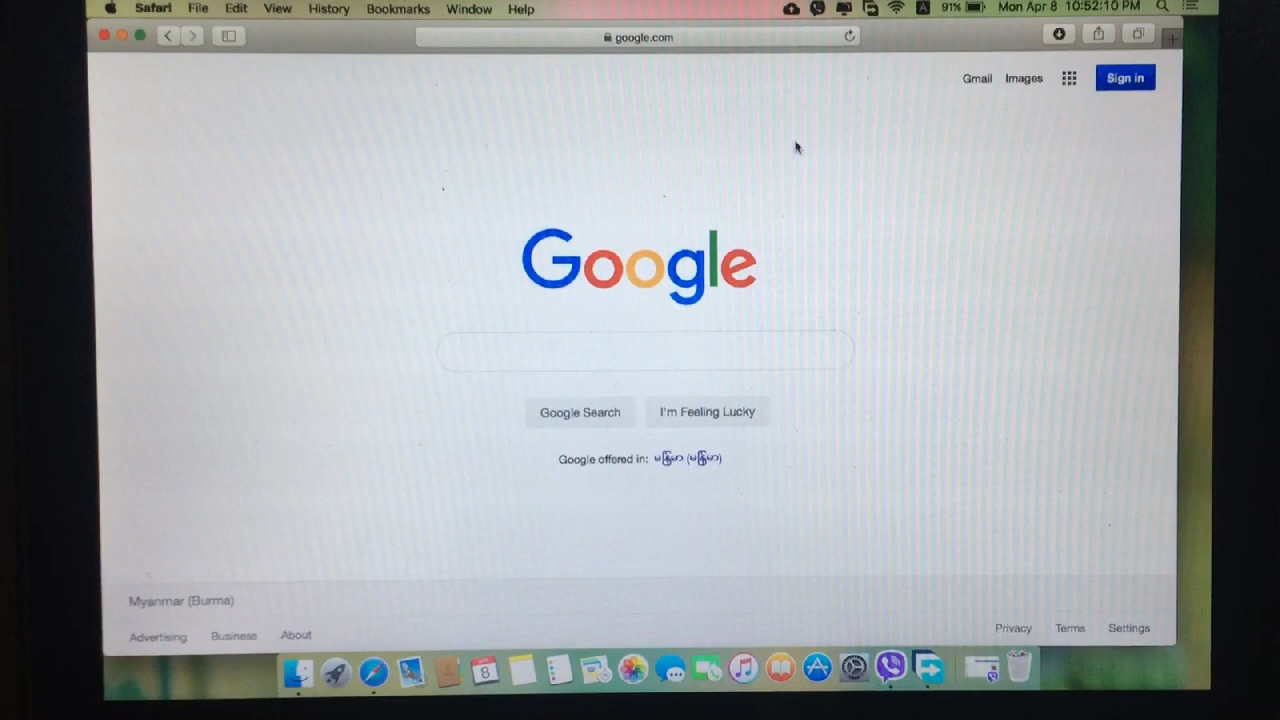 Safari File Edit View History Bookmarks Window Help 91% Mon Apr 8 10:52:10 PM
google.com
Gmail Images Sign in
Google
Google Search I'm Feeling Lucky
Google offered in: မြန်မာ (မြန်မာ)
Myanmar (Burma)
Advertising Business About Privacy Terms Settings
8